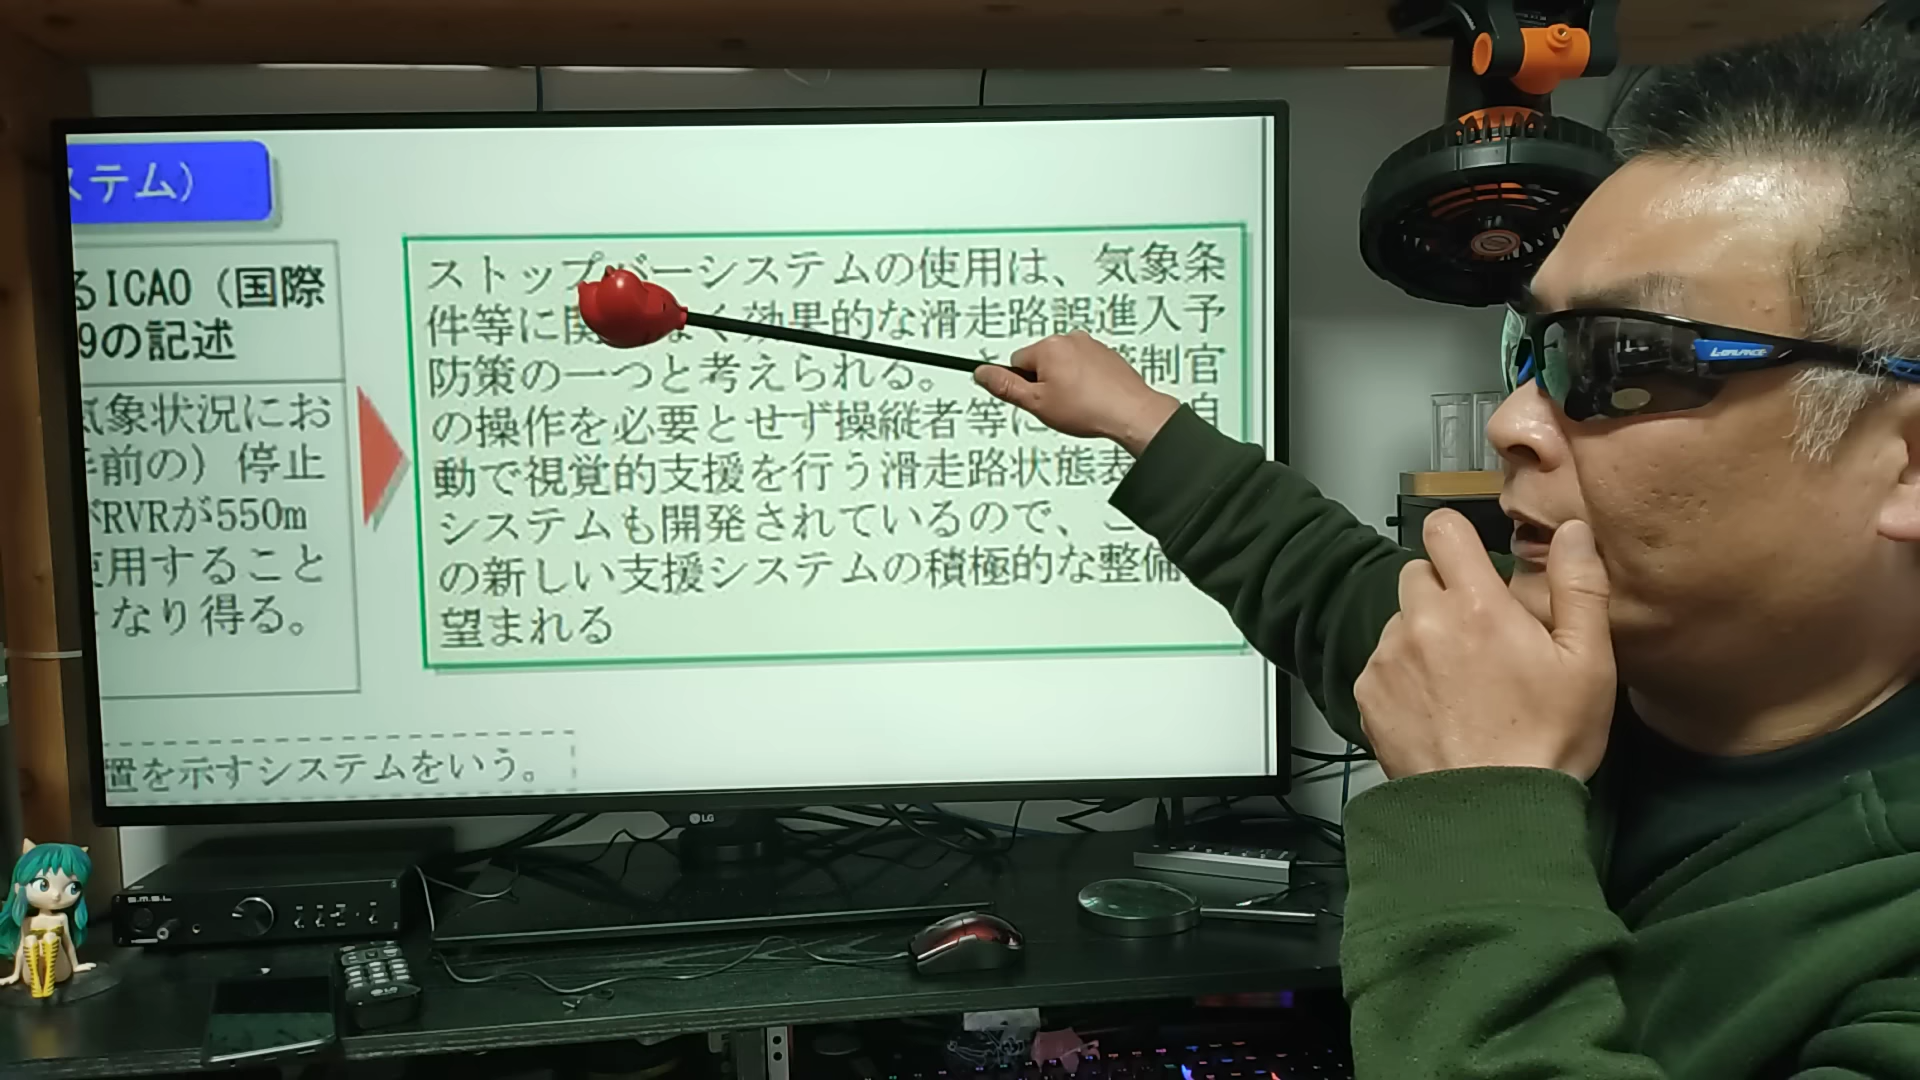 ステム）
るICAO（国際
9の記述
気象状況にお
前の）停止
RVRが550m
使用すること
なり得る。
ストップバーシステムの使用は、気象条
件等に関 なく効果的な滑走路誤進入予
防策の一つと考えられる。 制官
の操作を必要とせず操縦者等に 自
動で視覚的支援を行う滑走路状態表
システムも開発されているので、こ
の新しい支援システムの積極的な整備
望まれる
置を示すシステムをいう。
LG
S.M.S.L
LG
LOWRANCE